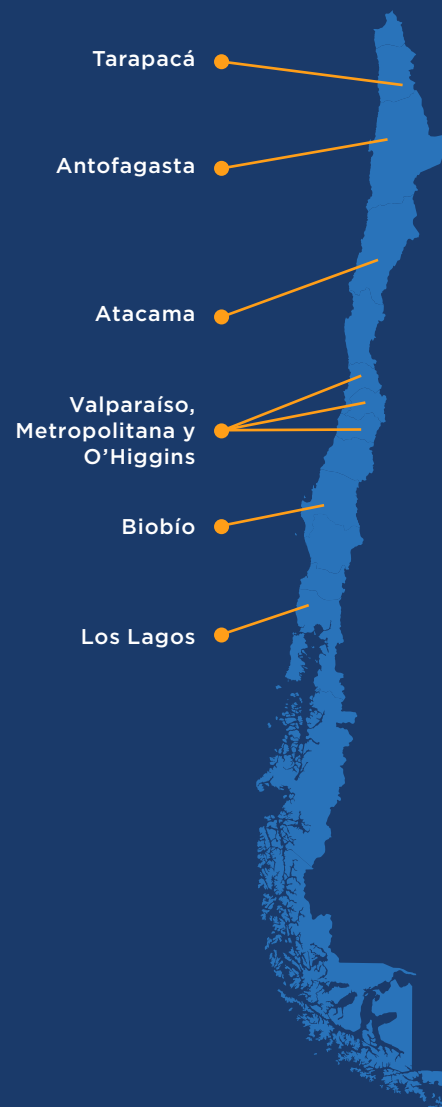 Tarapacá
Antofagasta
Atacama
Valparaíso,
Metropolitana y
O’Higgins
Biobío
Los Lagos